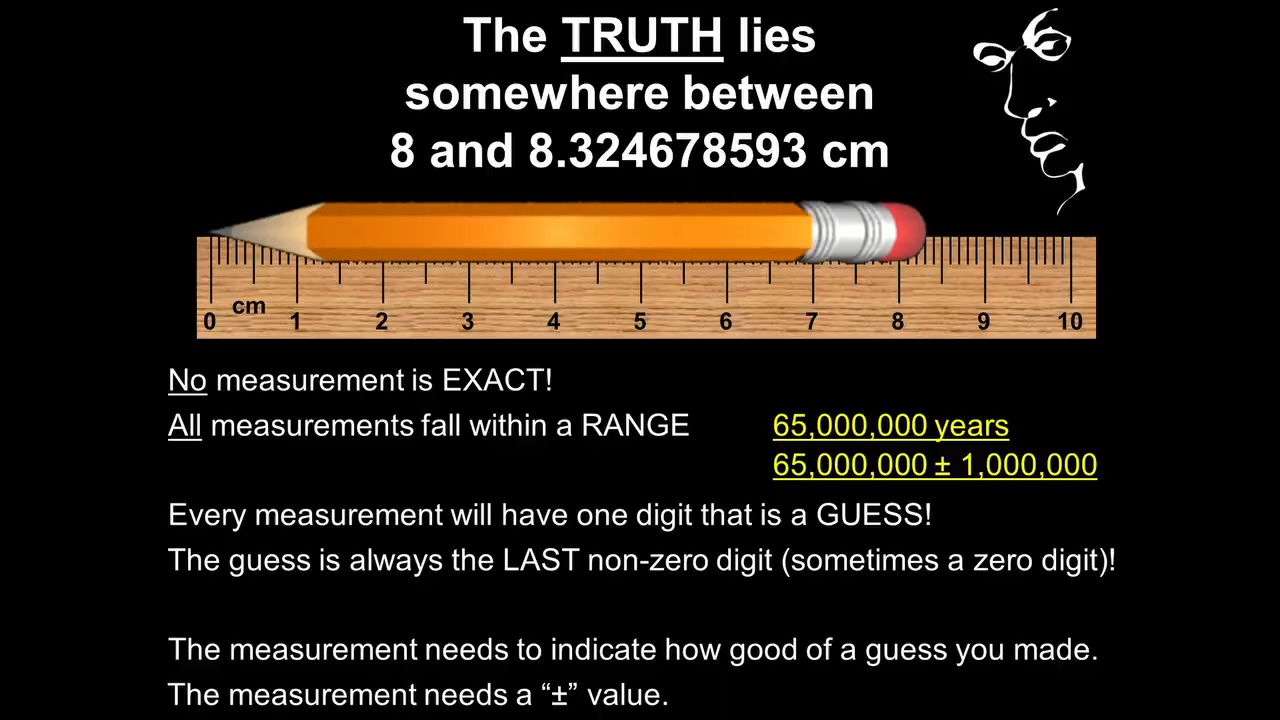 The TRUTH lies
somewhere between
8 and 8.324678593 cm
cm
0 1 2 3 4 5 6 7 8 9 10
No measurement is EXACT!
All measurements fall within a RANGE 65,000,000 years
65,000,000 ± 1,000,000
Every measurement will have one digit that is a GUESS!
The guess is always the LAST non-zero digit (sometimes a zero digit)!
The measurement needs to indicate how good of a guess you made.
The measurement needs a “±” value.